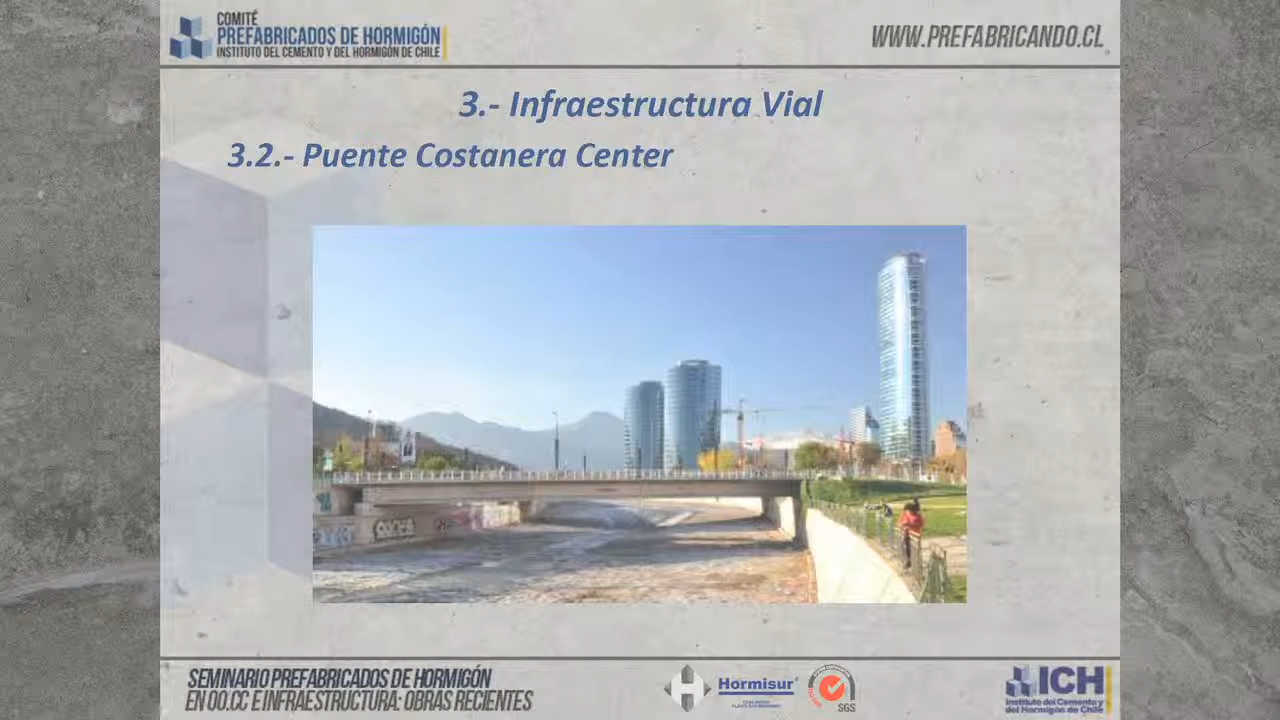 COMITÉ
PREFABRICADOS DE HORMIGÓN
INSTITUTO DEL CEMENTO Y DEL HORMIGÓN DE CHILE
WWW.PREFABRICANDO.CL
3.- Infraestructura Vial
3.2.- Puente Costanera Center
SEMINARIO PREFABRICADOS DE HORMIGÓN
EN OO.CC E INFRAESTRUCTURA: OBRAS RECIENTES
H
Hormisur
SGS
ICH
Instituto del Cemento y
del Hormigón de Chile